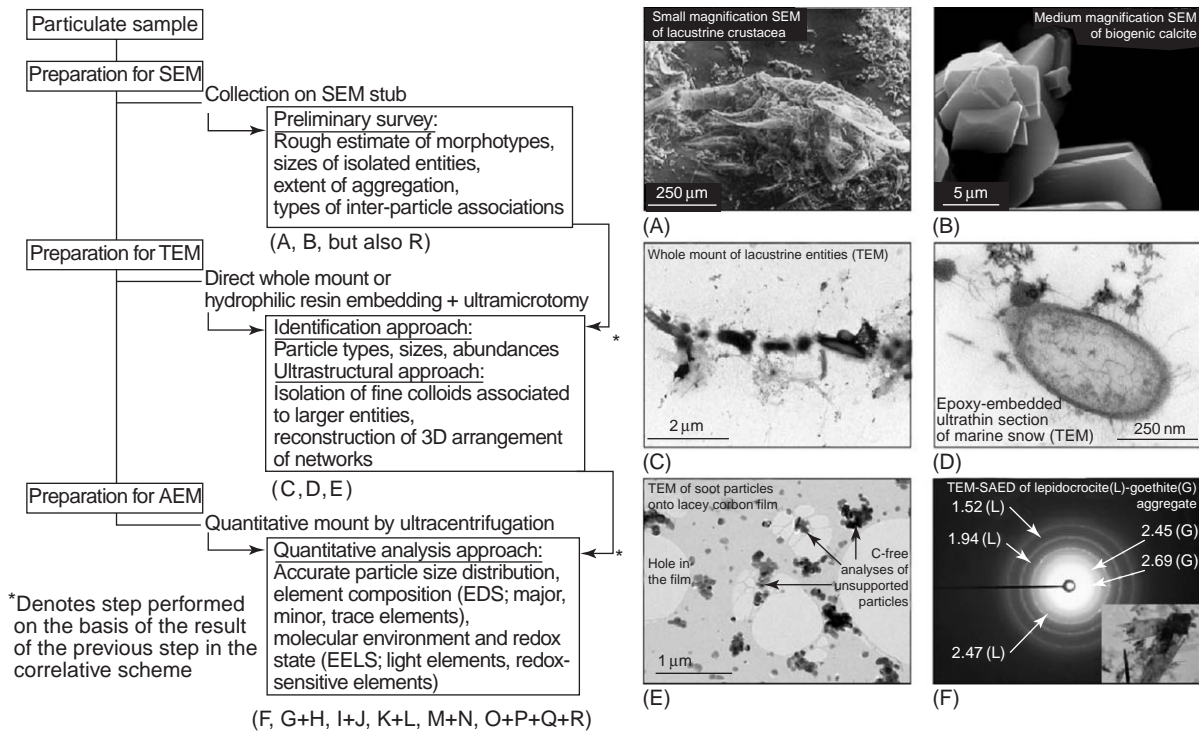 Particulate sample
Preparation for SEM
Collection on SEM stub
Preliminary survey:
Rough estimate of morphotypes,
sizes of isolated entities,
extent of aggregation,
types of inter-particle associations
(A, B, but also R)
Preparation for TEM
Direct whole mount or
hydrophilic resin embedding + ultramicrotomy
Identification approach:
Particle types, sizes, abundances
Ultrastructural approach:
Isolation of fine colloids associated
to larger entities,
reconstruction of 3D arrangement
of networks
*
(C, D, E)
Preparation for AEM
Quantitative mount by ultracentrifugation
Quantitative analysis approach:
Accurate particle size distribution,
element composition (EDS; major,
minor, trace elements),
molecular environment and redox
state (EELS; light elements, redox-
sensitive elements)
*
(F, G+H, I+J, K+L, M+N, O+P+Q+R)
*Denotes step performed
on the basis of the result
of the previous step in the
correlative scheme
Small magnification SEM
of lacustrine crustacea
250 µm
(A)
Medium magnification SEM
of biogenic calcite
5 µm
(B)
Whole mount of lacustrine entities (TEM)
2 µm
(C)
Epoxy-embedded
ultrathin section
of marine snow (TEM)
250 nm
(D)
TEM of soot particles
onto lacey corbon film
Hole in
the film
C-free
analyses of
unsupported
particles
1 µm
(E)
TEM-SAED of lepidocrocite(L)-goethite(G)
aggregate
1.52 (L)
1.94 (L)
2.45 (G)
2.69 (G)
2.47 (L)
(F)